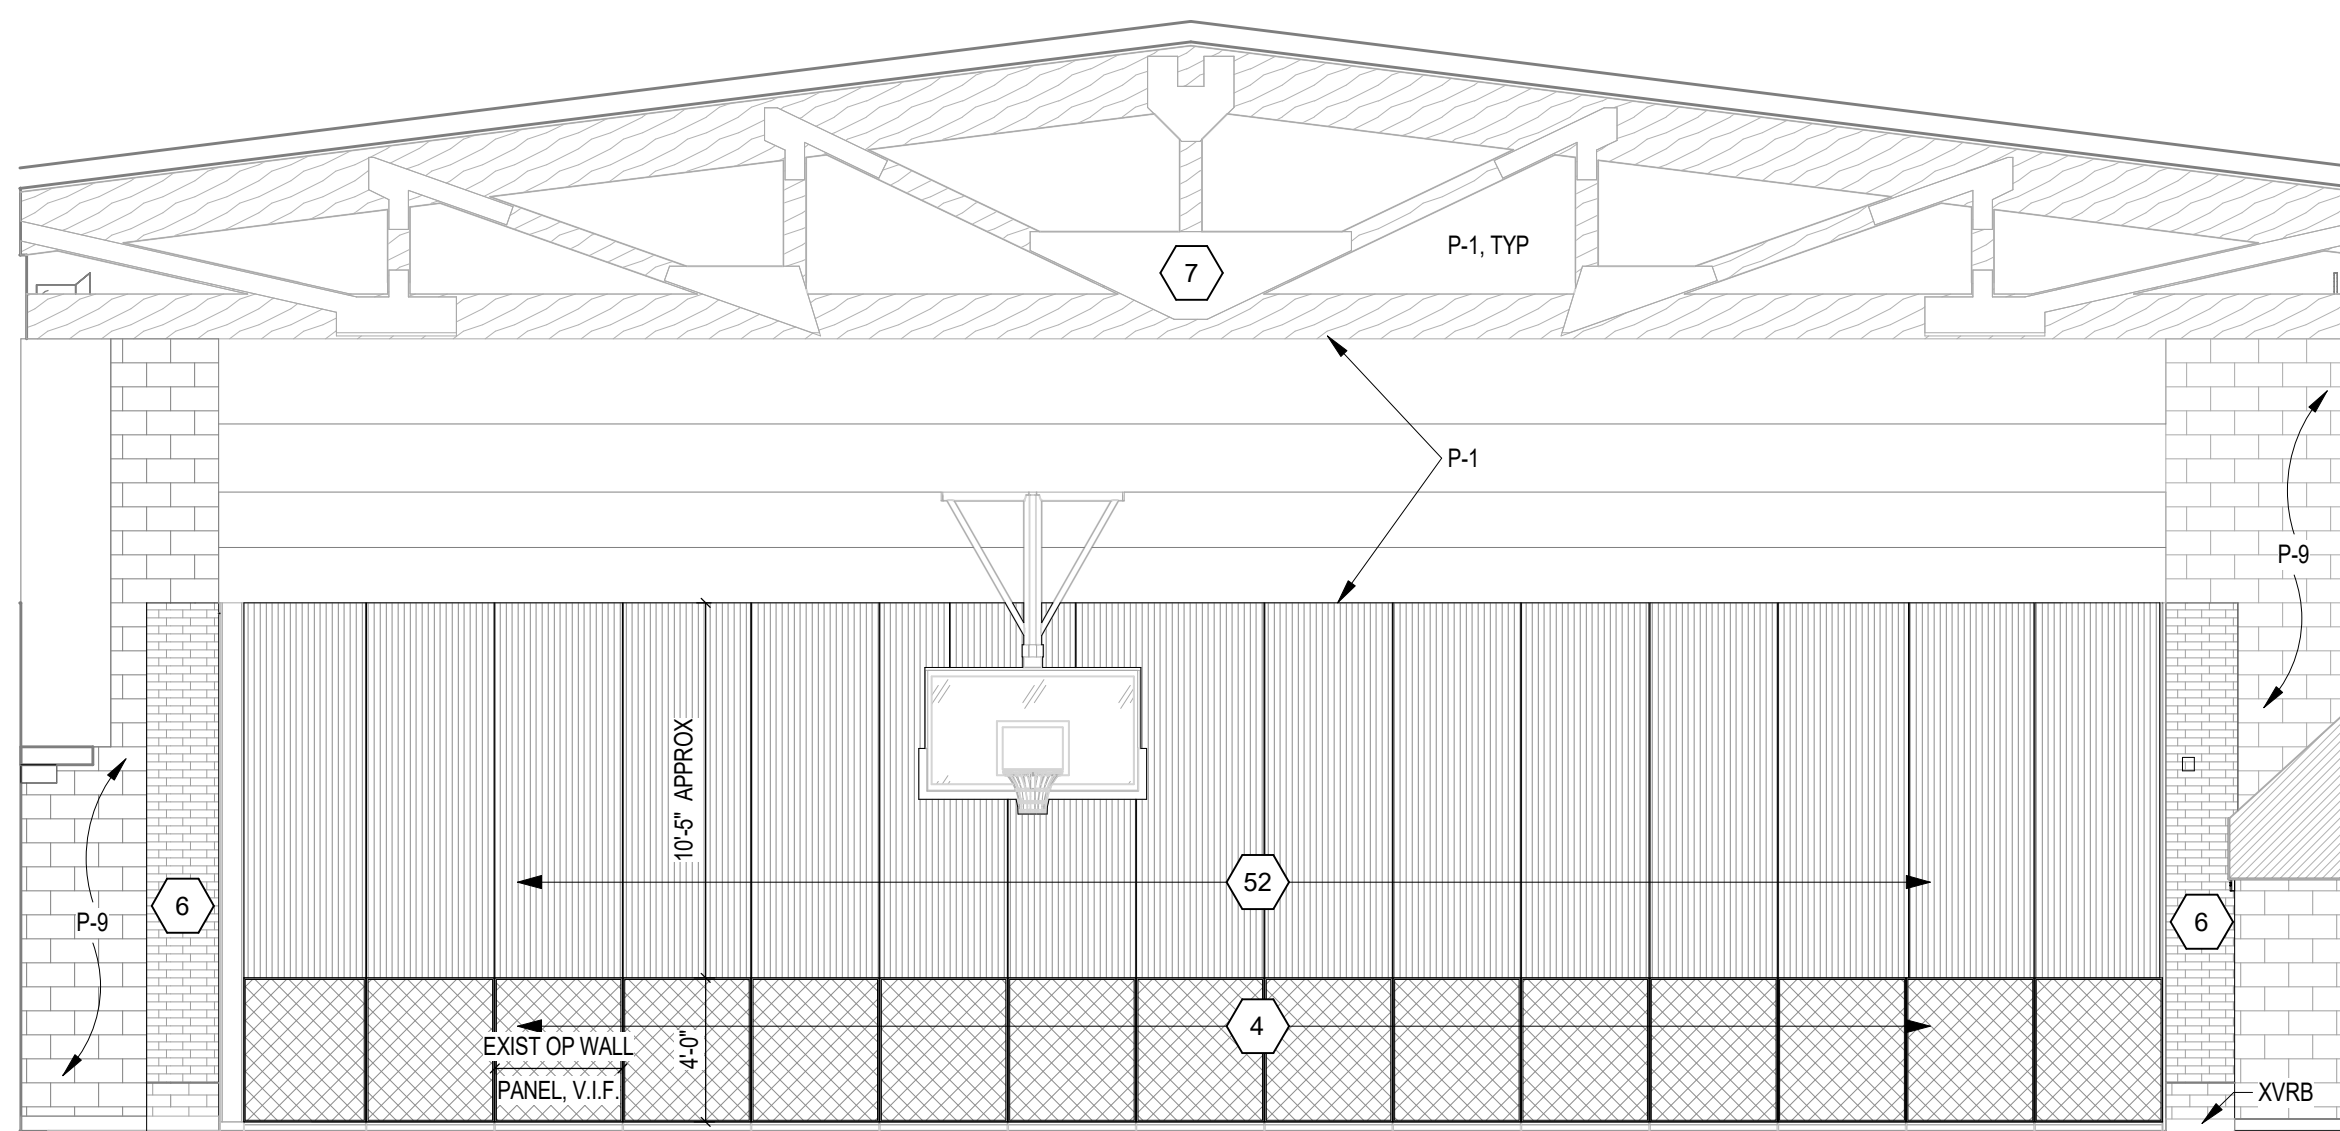 P-1, TYP
7
P-1
P-9
10'-5" APPROX
52
6
P-9
6
4
EXIST OP WALL
PANEL, V.I.F.
4'-0"
XVRB